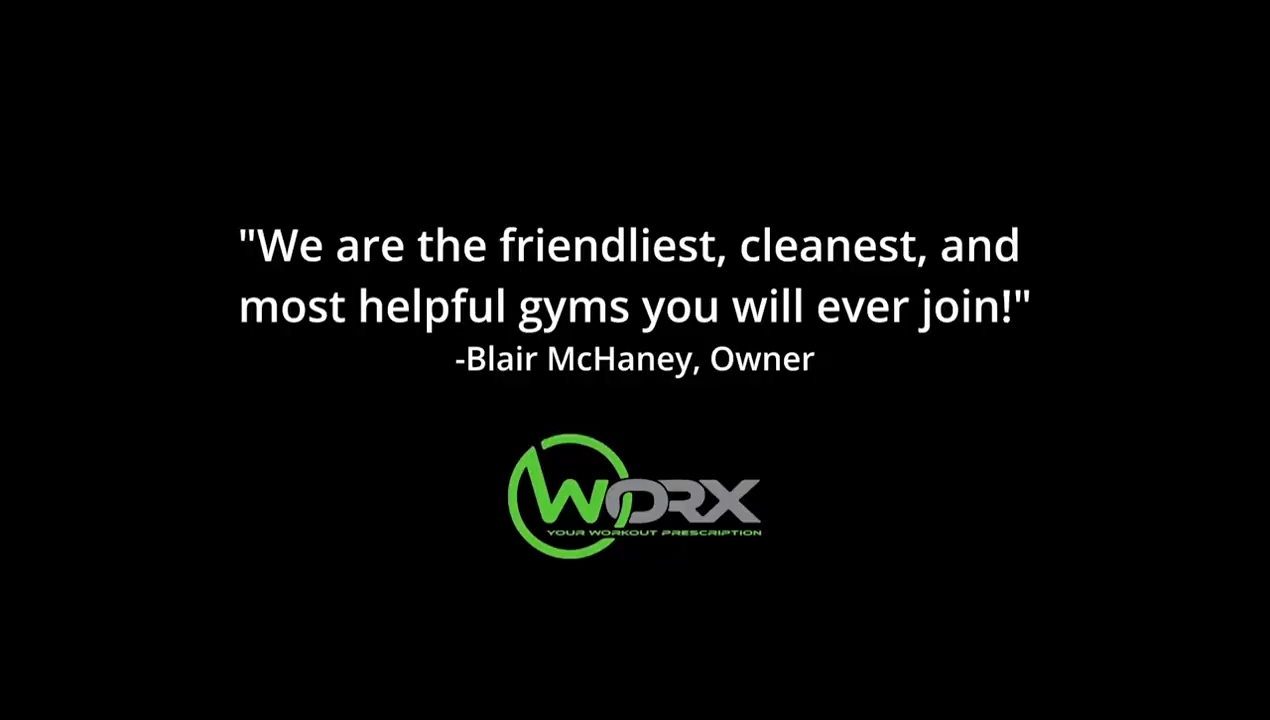 "We are the friendliest, cleanest, and
most helpful gyms you will ever join!"
-Blair McHaney, Owner
WORX
YOUR WORKOUT PRESCRIPTION